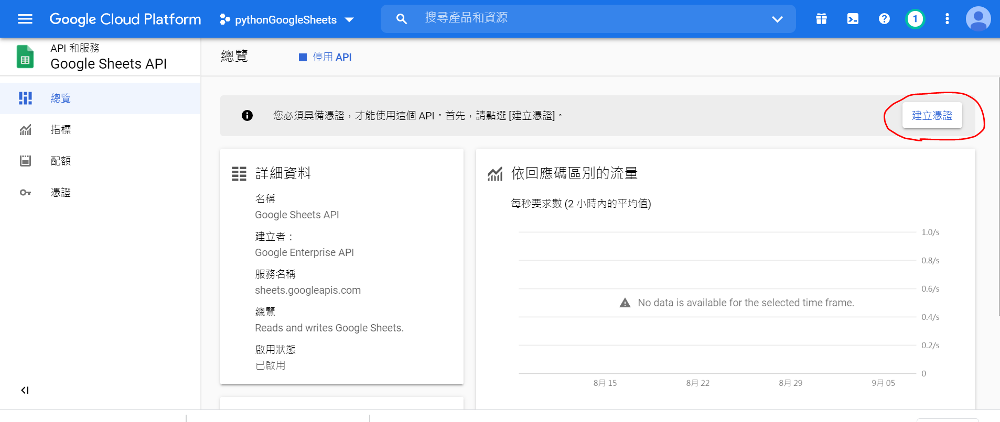 Google Cloud Platform
pythonGoogleSheets
搜尋產品和資源
1
API 和服務
Google Sheets API
總覽
停用 API
總覽
指標
配額
憑證
您必須具備憑證，才能使用這個 API。首先，請點選 [建立憑證]。
建立憑證
詳細資料
名稱
Google Sheets API
建立者：
Google Enterprise API
服務名稱
sheets.googleapis.com
總覽
Reads and writes Google Sheets.
啟用狀態
已啟用
依回應碼區別的流量
每秒要求數 (2 小時內的平均值)
1.0/s
0.8/s
0.6/s
No data is available for the selected time frame.
0.4/s
0.2/s
0
8月 15
8月 22
8月 29
9月 05